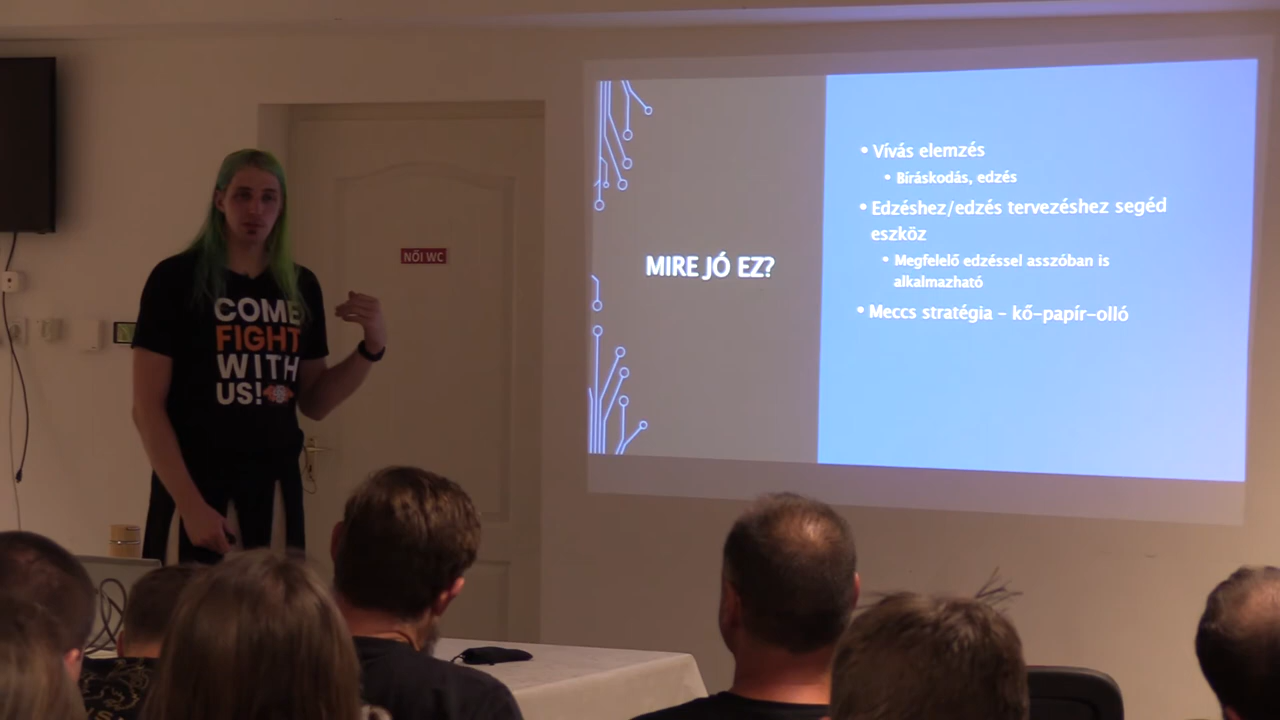 NŐI WC
COME
FIGHT
WITH
US!
MIRE JÓ EZ?
• Vívás elemzés
• Bíráskodás, edzés
• Edzéshez/edzés tervezéshez segéd
eszköz
• Megfelelő edzéssel asszóban is
alkalmazható
• Meccs stratégia – kő-papír-olló